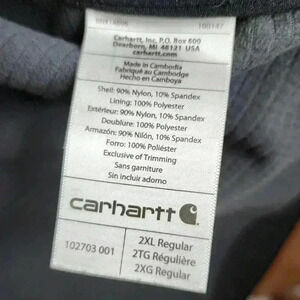 Carhartt, Inc. P.O. Box 600
Dearborn, MI 48121 USA
carhartt.com
Made in Cambodia
Fabriqué au Cambodge
Hecho en Camboya
Shell: 90% Nylon, 10% Spandex
Lining: 100% Polyester
Extérieur: 90% Nylon, 10% Spandex
Doublure: 100% Polyester
Armazón: 90% Nilón, 10% Spandex
Forro: 100% Poliéster
Exclusive of Trimming
Sans garniture
Sin incluir adorno
carhartt
102703 001
2XL Regular
2TG Régulière
2XG Regular